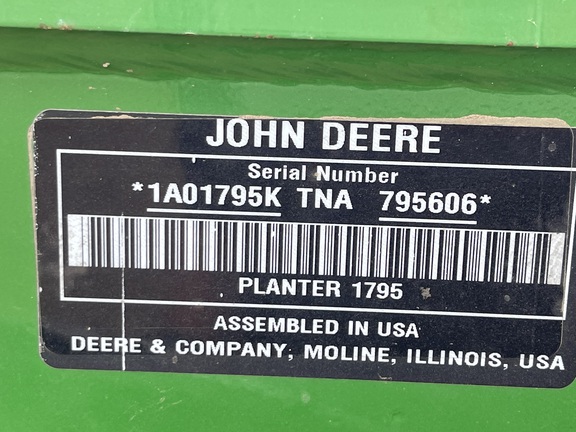 JOHN DEERE
Serial Number
*1A01795K TNA 795606*
PLANTER 1795
ASSEMBLED IN USA
DEERE & COMPANY, MOLINE, ILLINOIS, USA